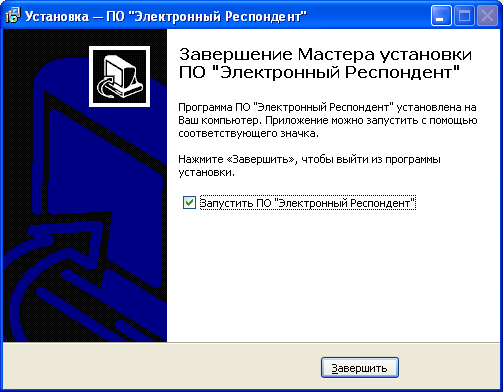 Установка — ПО "Электронный Респондент"
Завершение Мастера установки
ПО "Электронный Респондент"
Программа ПО "Электронный Респондент" установлена на
Ваш компьютер. Приложение можно запустить с помощью
соответствующего значка.
Нажмите «Завершить», чтобы выйти из программы
установки.
Запустить ПО "Электронный Респондент"
Завершить